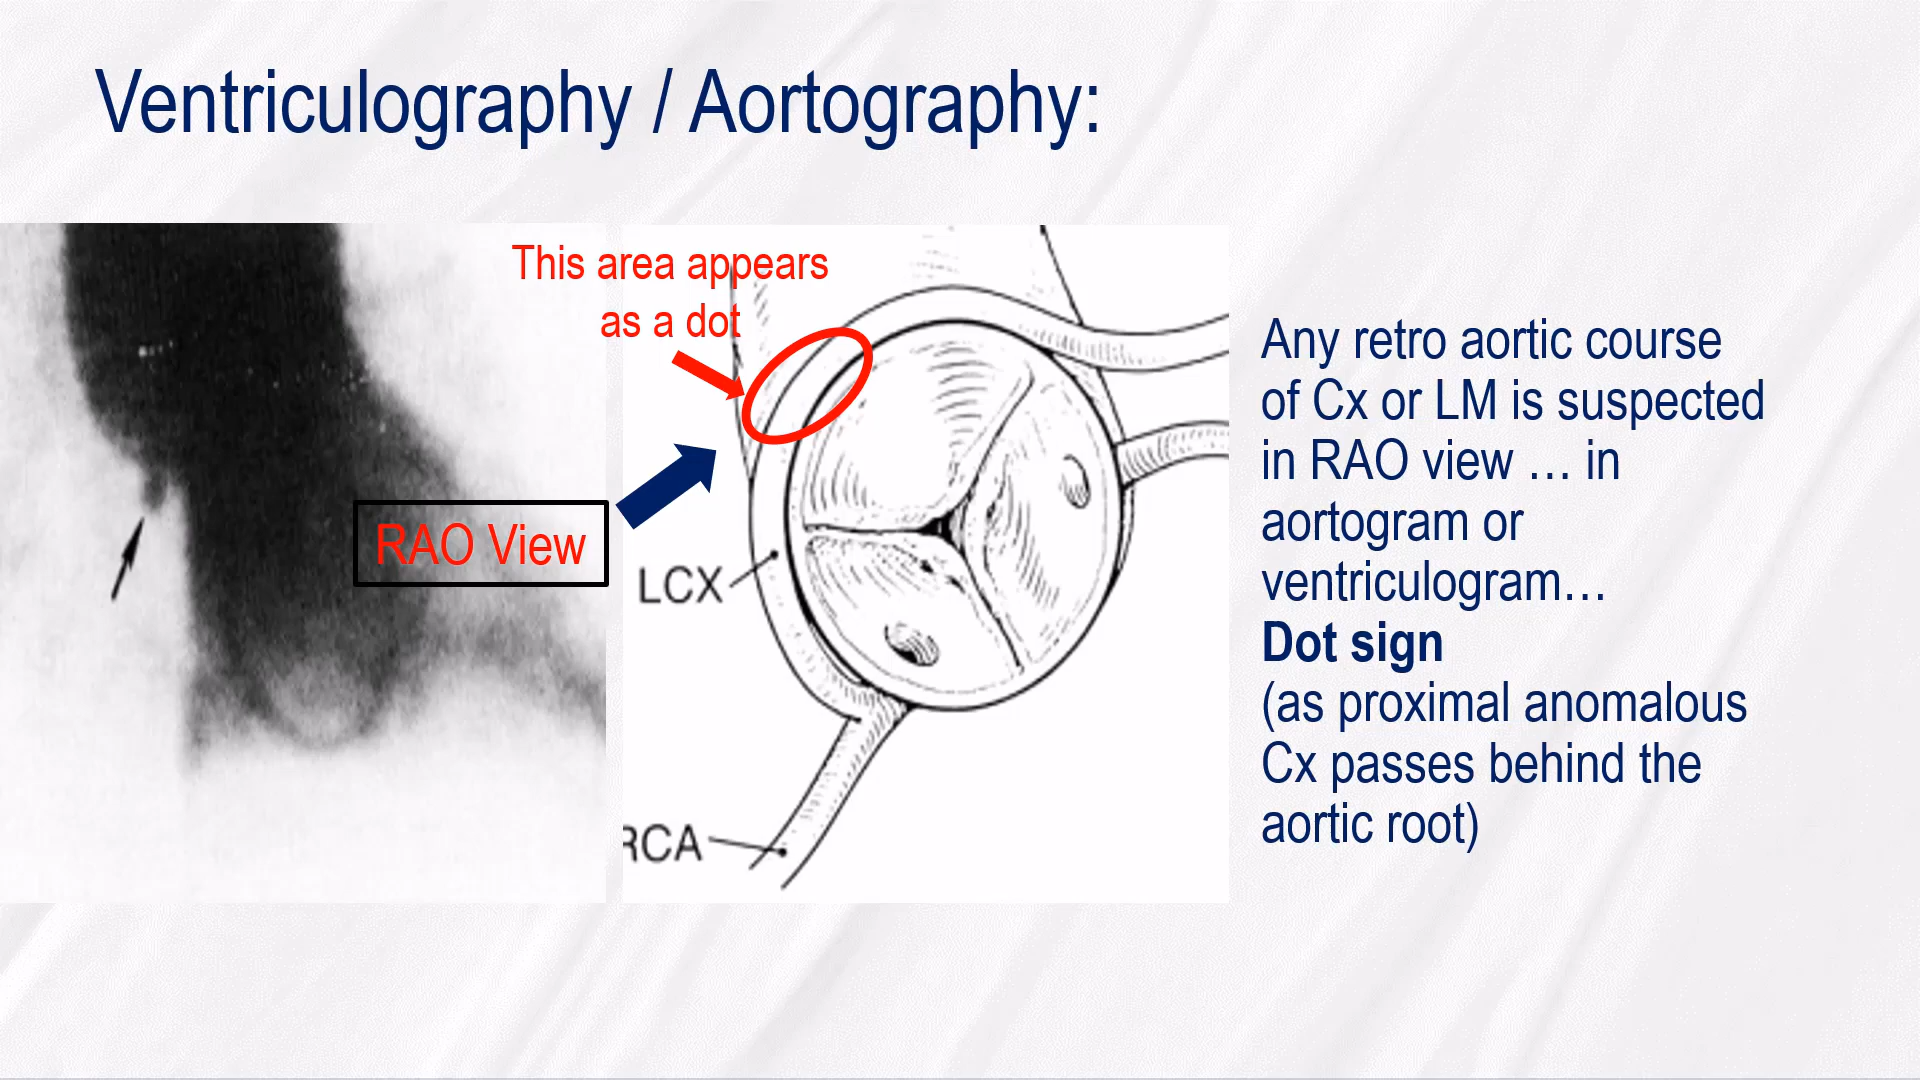 Ventriculography / Aortography:
This area appears
as a dot
RAO View
LCX
RCA
Any retro aortic course
of Cx or LM is suspected
in RAO view … in
aortogram or
ventriculogram…
Dot sign
(as proximal anomalous
Cx passes behind the
aortic root)